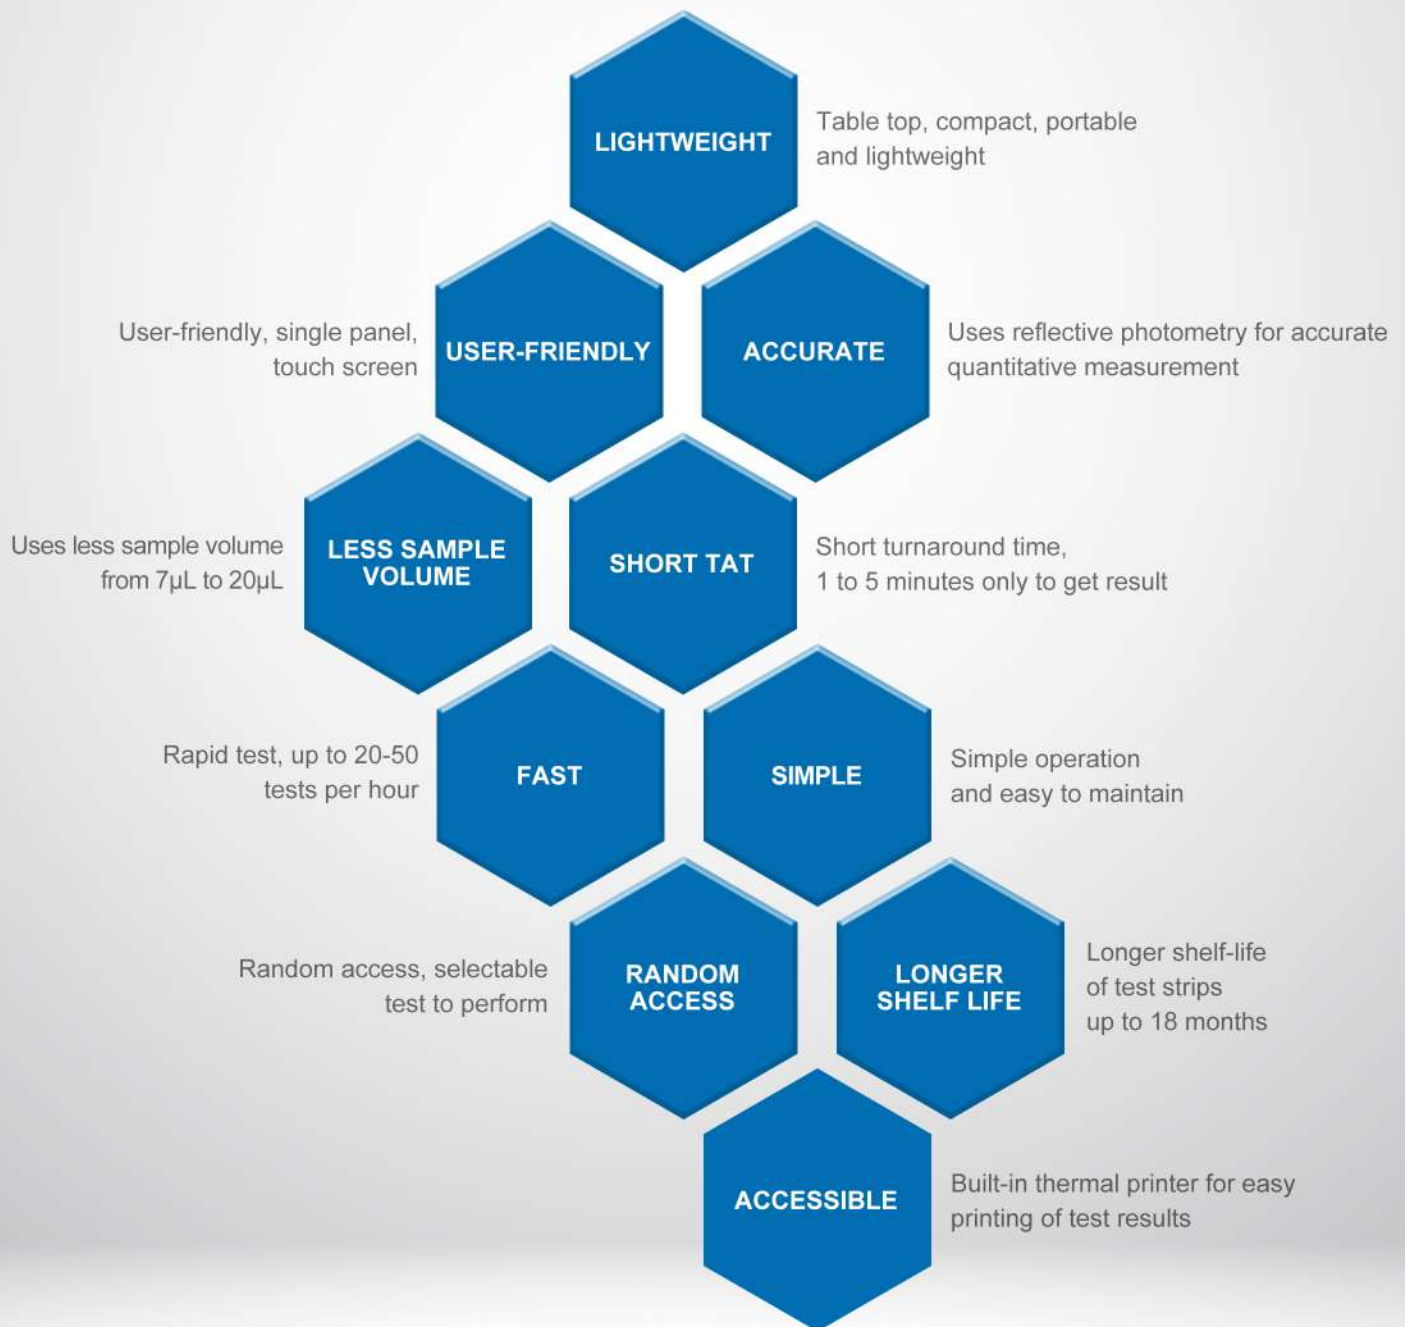 LIGHTWEIGHT
Table top, compact, portable
and lightweight
User-friendly, single panel,
touch screen
USER-FRIENDLY
ACCURATE
Uses reflective photometry for accurate
quantitative measurement
Uses less sample volume
from 7µL to 20µL
LESS SAMPLE
VOLUME
SHORT TAT
Short turnaround time,
1 to 5 minutes only to get result
Rapid test, up to 20-50
tests per hour
FAST
SIMPLE
Simple operation
and easy to maintain
Random access, selectable
test to perform
RANDOM
ACCESS
LONGER
SHELF LIFE
Longer shelf-life
of test strips
up to 18 months
ACCESSIBLE
Built-in thermal printer for easy
printing of test results